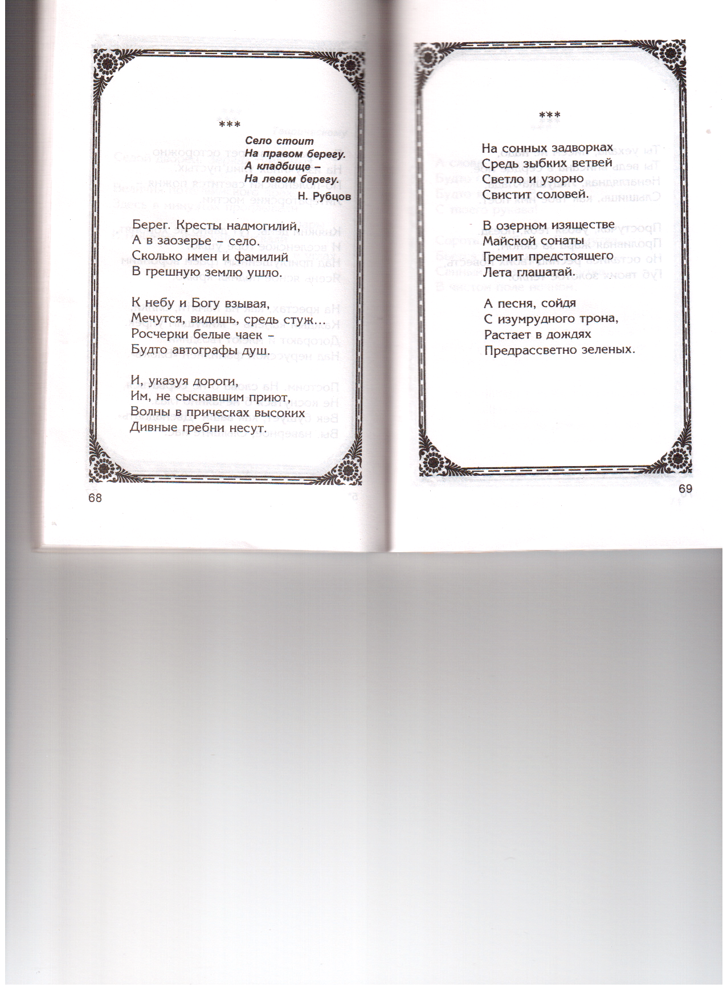 ***
Село стоит
На правом берегу.
А кладбище –
На левом берегу.
Н. Рубцов
Берег. Кресты надмогилий,
А в заозерье – село.
Сколько имен и фамилий
В грешную землю ушло.
К небу и Богу взывая,
Мечутся, видишь, средь стуж...
Росчерки белые чаек –
Будто автографы душ.
И, указуя дороги,
Им, не сыскавшим приют,
Волны в прическах высоких
Дивные гребни несут.
68
***
На сонных задворках
Средь зыбких ветвей
Светло и узорно
Свистит соловей.
В озерном изяществе
Майской сонаты
Гремит предстоящего
Лета глашатай.
А песня, сойдя
С изумрудного трона,
Растает в дождях
Предрассветно зеленых.
69